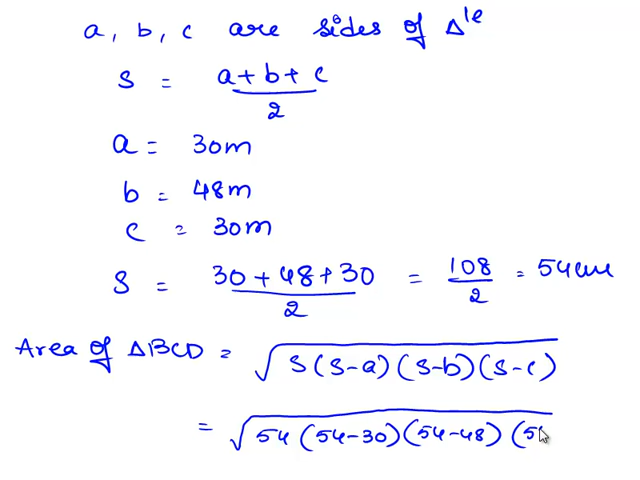 a, b, c are sides of Δle
S = a+b+c / 2
a = 30m
b = 48m
c = 30m
S = 30+48+30 / 2 = 108 / 2 = 54cm
Area of ΔBCD = √S(S-a)(S-b)(S-c)
= √54(54-30)(54-48)(54